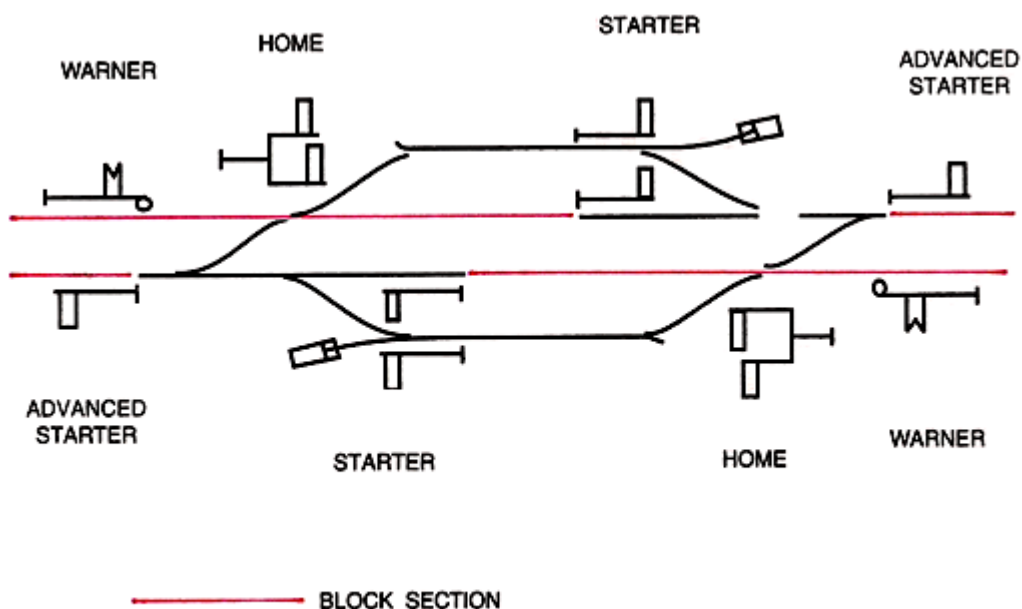 HOME
STARTER
WARNER
ADVANCED
STARTER
ADVANCED
STARTER
STARTER
HOME
WARNER
BLOCK SECTION